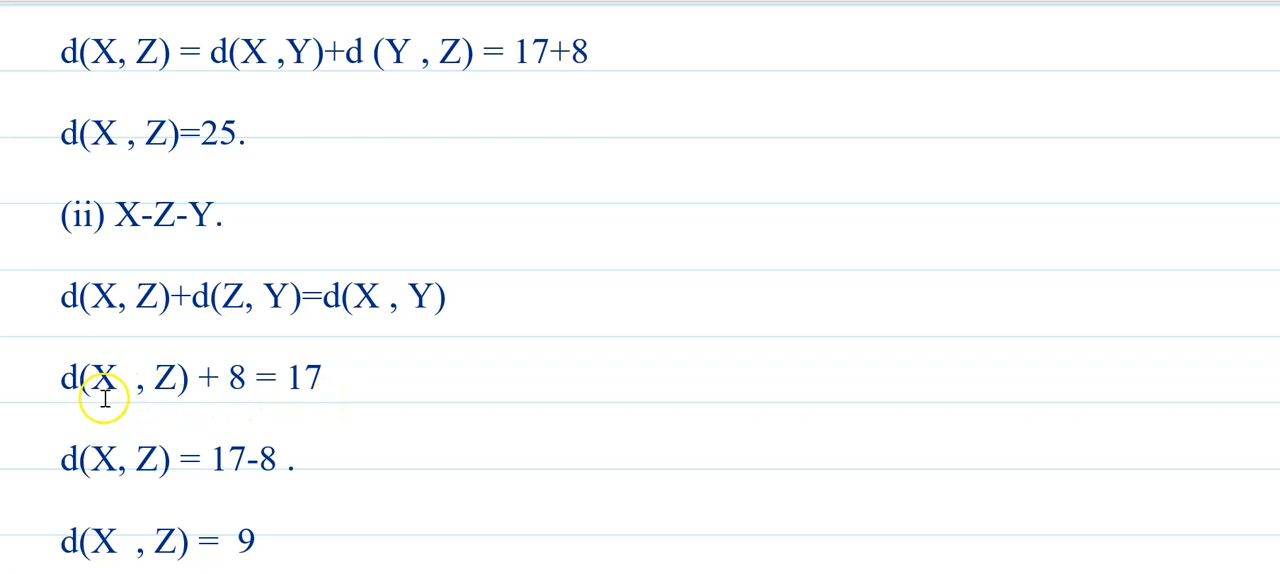 d(X, Z) = d(X ,Y)+d (Y , Z) = 17+8
d(X , Z)=25.
(ii) X-Z-Y.
d(X, Z)+d(Z, Y)=d(X , Y)
d(X , Z) + 8 = 17
d(X, Z) = 17-8 .
d(X , Z) = 9